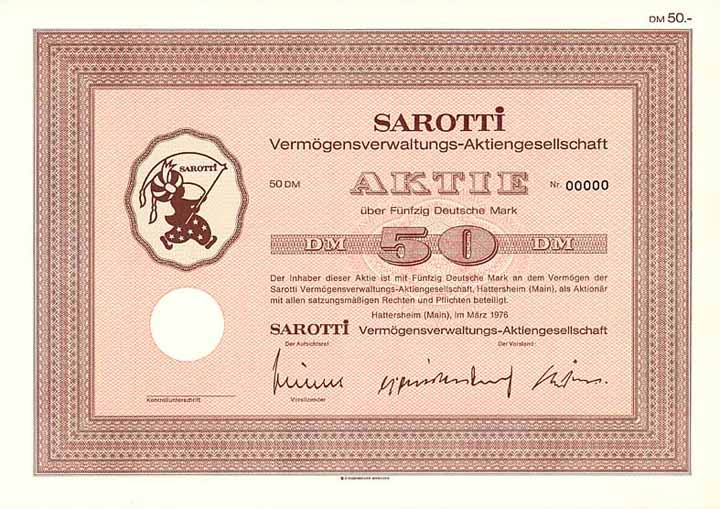 DM 50.-
SAROTTI
Vermögensverwaltungs-Aktiengesellschaft
SAROTTI
50 DM AKTIE Nr. 00000
über Fünfzig Deutsche Mark
DM 50 DM
Der Inhaber dieser Aktie ist mit Fünfzig Deutsche Mark an dem Vermögen der
Sarotti Vermögensverwaltungs-Aktiengesellschaft, Hattersheim (Main), als Aktionär
mit allen satzungsmäßigen Rechten und Pflichten beteiligt.
Hattersheim (Main), im März 1976
SAROTTI Vermögensverwaltungs-Aktiengesellschaft
Der Aufsichtsrat: Der Vorstand:
Kontrollunterschrift Vorsitzender